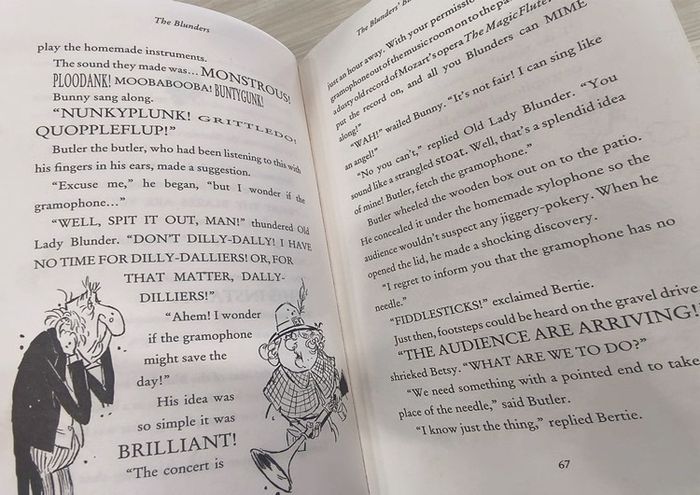 The Blunders
play the homemade instruments.
The sound they made was... MONSTROUS!
PLOODANK! MOOBABOOBA! BUNTYGUNK!
Bunny sang along.
“NUNKYPLUNK! GRITTLEDO!
QUOPPLEFLUP!”
Butler the butler, who had been listening to this with
his fingers in his ears, made a suggestion.
“Excuse me,” he began, “but I wonder if the
gramophone...”
“WELL, SPIT IT OUT, MAN!” thundered Old
Lady Blunder. “DON’T DILLY-DALLY! I HAVE
NO TIME FOR DILLY-DALLIERS! OR, FOR
THAT MATTER, DALLY-
DILLIERS!”
“Ahem! I wonder
if the gramophone
might save the
day!”
His idea was
so simple it was
BRILLIANT!
“The concert is
The Blunders’
just an hour away. With your permission
gramophone out of the music room on to the
a dusty old record of Mozart’s opera The Magic Flute
put the record on, and all you Blunders can MIME
along!”
“WAH!” wailed Bunny. “It’s not fair! I can sing like
an angel!”
“No you can’t,” replied Old Lady Blunder. “You
sound like a strangled stoat. Well, that’s a splendid idea
of mine! Butler, fetch the gramophone.”
Butler wheeled the wooden box out on to the patio.
He concealed it under the homemade xylophone so the
audience wouldn’t suspect any jiggery-pokery. When he
opened the lid, he made a shocking discovery.
“I regret to inform you that the gramophone has no
needle.”
“FIDDLESTICKS!” exclaimed Bertie.
Just then, footsteps could be heard on the gravel drive
“THE AUDIENCE ARE ARRIVING!”
shrieked Betsy. “WHAT ARE WE TO DO?”
“We need something with a pointed end to take
place of the needle,” said Butler.
“I know just the thing,” replied Bertie.
67